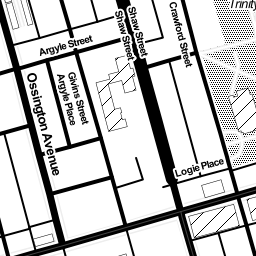 Trinity
Shaw Street
Shaw Street
Crawford Street
Argyle Street
Givins Street
Argyle Place
Ossington Avenue
Logie Place